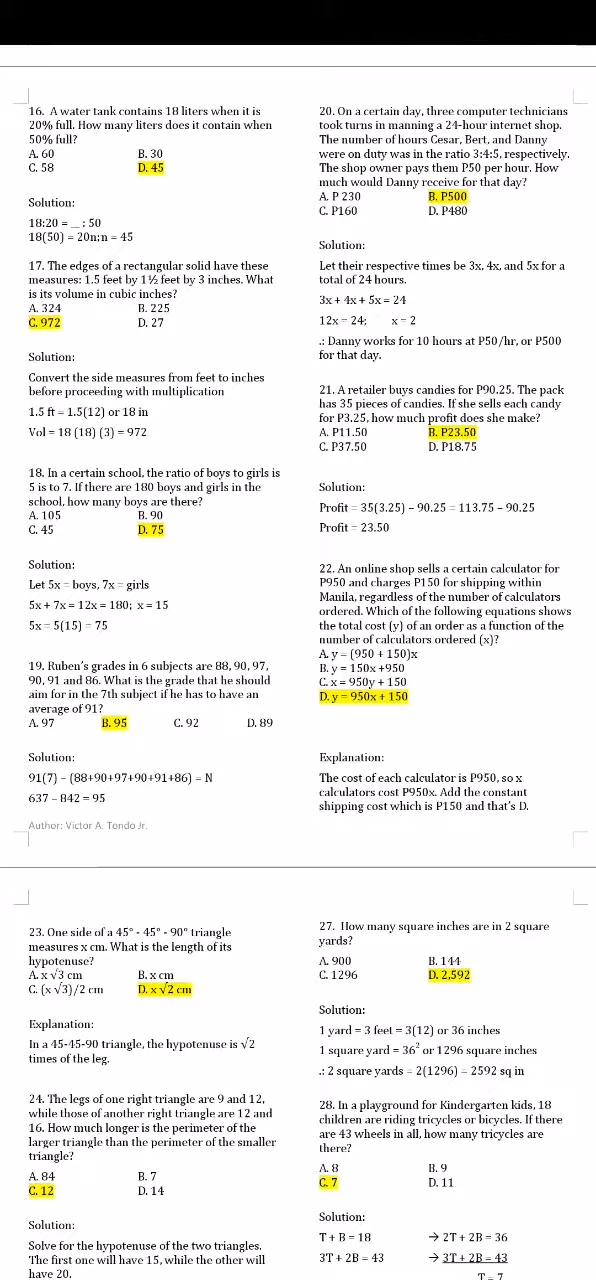 16. A water tank contains 18 liters when it is
20% full. How many liters does it contain when
50% full?
A. 60 B. 30
C. 58 D. 45
Solution:
18:20 = _ : 50
18(50) = 20n; n = 45
17. The edges of a rectangular solid have these
measures: 1.5 feet by 1½ feet by 3 inches. What
is its volume in cubic inches?
A. 324 B. 225
C. 972 D. 27
Solution:
Convert the side measures from feet to inches
before proceeding with multiplication
1.5 ft = 1.5(12) or 18 in
Vol = 18 (18) (3) = 972
18. In a certain school, the ratio of boys to girls is
5 is to 7. If there are 180 boys and girls in the
school, how many boys are there?
A. 105 B. 90
C. 45 D. 75
Solution:
Let 5x = boys, 7x = girls
5x + 7x = 12x = 180; x = 15
5x = 5(15) = 75
19. Ruben's grades in 6 subjects are 88, 90, 97,
90, 91 and 86. What is the grade that he should
aim for in the 7th subject if he has to have an
average of 91?
A. 97 B. 95 C. 92 D. 89
Solution:
91(7) – (88+90+97+90+91+86) = N
637 – 842 = 95
Author: Victor A. Tondo Jr.
20. On a certain day, three computer technicians
took turns in manning a 24-hour internet shop.
The number of hours Cesar, Bert, and Danny
were on duty was in the ratio 3:4:5, respectively.
The shop owner pays them P50 per hour. How
much would Danny receive for that day?
A. P 230 B. P500
C. P160 D. P480
Solution:
Let their respective times be 3x, 4x, and 5x for a
total of 24 hours.
3x + 4x + 5x = 24
12x = 24; x = 2
.: Danny works for 10 hours at P50/hr, or P500
for that day.
21. A retailer buys candies for P90.25. The pack
has 35 pieces of candies. If she sells each candy
for P3.25, how much profit does she make?
A. P11.50 B. P23.50
C. P37.50 D. P18.75
Solution:
Profit = 35(3.25) – 90.25 = 113.75 – 90.25
Profit = 23.50
22. An online shop sells a certain calculator for
P950 and charges P150 for shipping within
Manila, regardless of the number of calculators
ordered. Which of the following equations shows
the total cost (y) of an order as a function of the
number of calculators ordered (x)?
A. y = (950 + 150)x
B. y = 150x +950
C. x = 950y + 150
D. y = 950x + 150
Explanation:
The cost of each calculator is P950, so x
calculators cost P950x. Add the constant
shipping cost which is P150 and that's D.
23. One side of a 45° - 45° - 90° triangle
measures x cm. What is the length of its
hypotenuse?
A. x √3 cm B. x cm
C. (x √3)/2 cm D. x √2 cm
Explanation:
In a 45-45-90 triangle, the hypotenuse is √2
times of the leg.
24. The legs of one right triangle are 9 and 12,
while those of another right triangle are 12 and
16. How much longer is the perimeter of the
larger triangle than the perimeter of the smaller
triangle?
A. 84 B. 7
C. 12 D. 14
Solution:
Solve for the hypotenuse of the two triangles.
The first one will have 15, while the other will
have 20.
27. How many square inches are in 2 square
yards?
A. 900 B. 144
C. 1296 D. 2,592
Solution:
1 yard = 3 feet = 3(12) or 36 inches
1 square yard = 36² or 1296 square inches
.: 2 square yards = 2(1296) = 2592 sq in
28. In a playground for Kindergarten kids, 18
children are riding tricycles or bicycles. If there
are 43 wheels in all, how many tricycles are
there?
A. 8 B. 9
C. 7 D. 11
Solution:
T + B = 18 → 2T + 2B = 36
3T + 2B = 43 → 3T + 2B = 43
T = 7